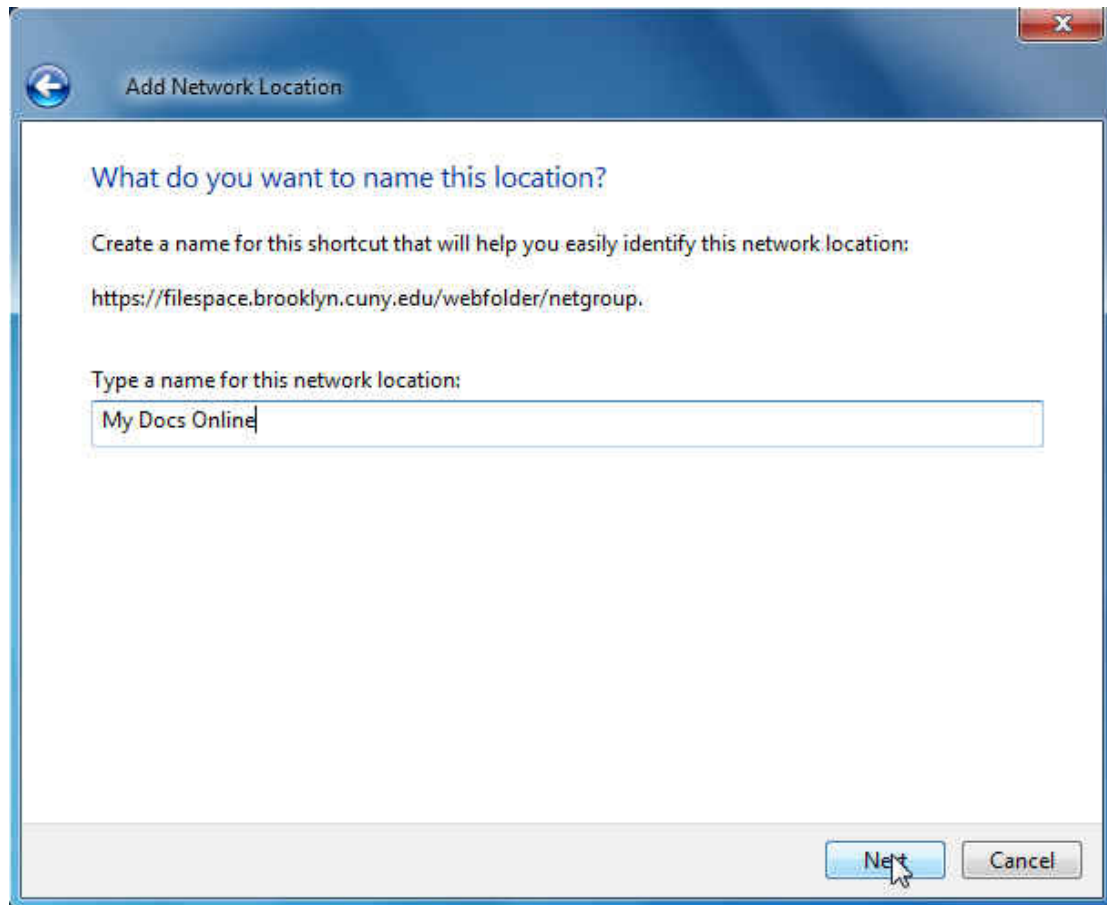 Add Network Location
What do you want to name this location?
Create a name for this shortcut that will help you easily identify this network location:
https://filespace.brooklyn.cuny.edu/webfolder/netgroup.
Type a name for this network location:
My Docs Online
Next
Cancel